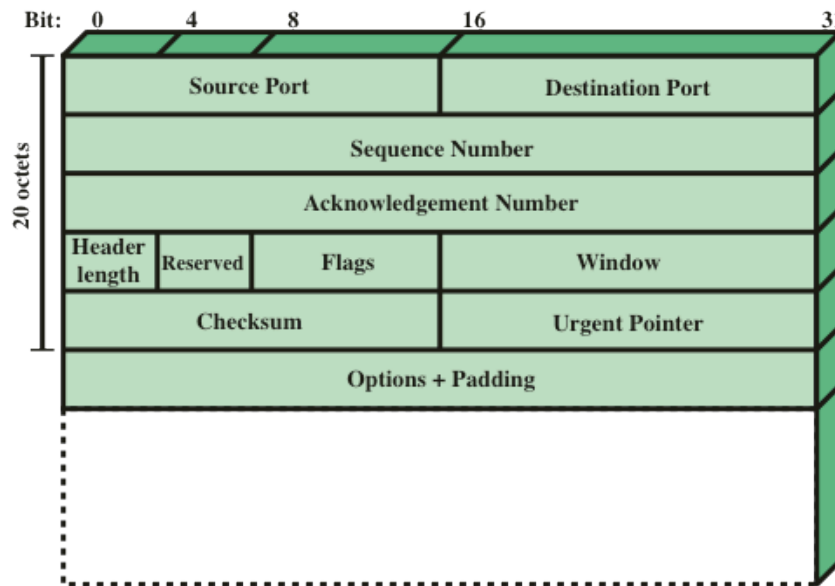 Bit: 0 4 8 16 3
Source Port Destination Port
Sequence Number
Acknowledgement Number
Header length Reserved Flags Window
Checksum Urgent Pointer
Options + Padding
20 octets